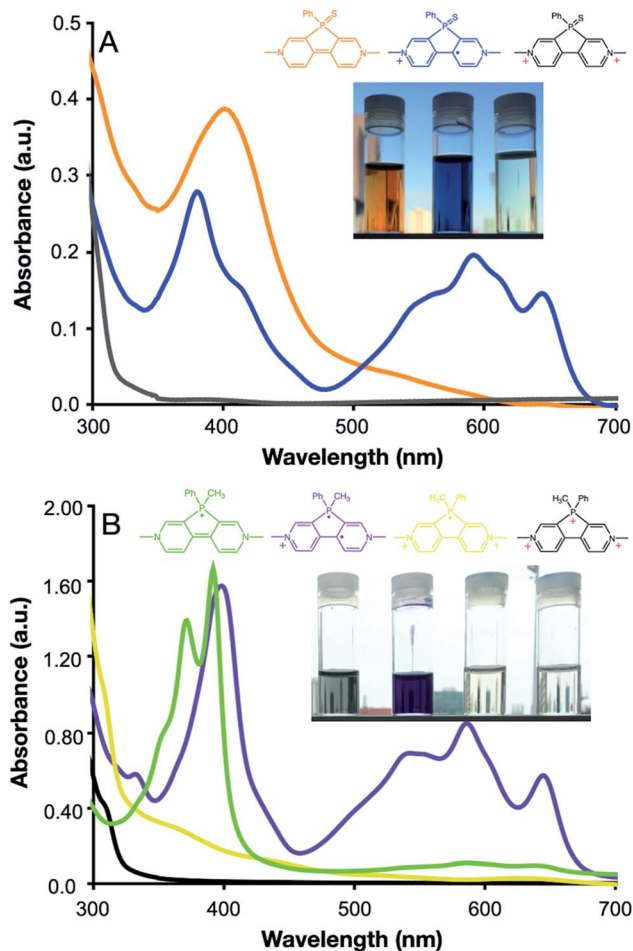 A
Ph
S
P
N
N
Ph
S
P
N
+
N
•
Ph
S
P
N
+
N
+
0.5
0.4
0.3
0.2
0.1
0.0
Absorbance (a.u.)
300 400 500 600 700
Wavelength (nm)
B
Ph CH₃
P
•
N
N
Ph CH₃
P
•
N
+
•
N
H₃C Ph
P
•
N
+
N
+
H₃C Ph
P
+
N
+
N
+
2.00
1.60
1.20
0.80
0.40
0.00
Absorbance (a.u.)
300 400 500 600 700
Wavelength (nm)